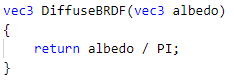 vec3 DiffuseBRDF(vec3 albedo)
{
    return albedo / PI;
}